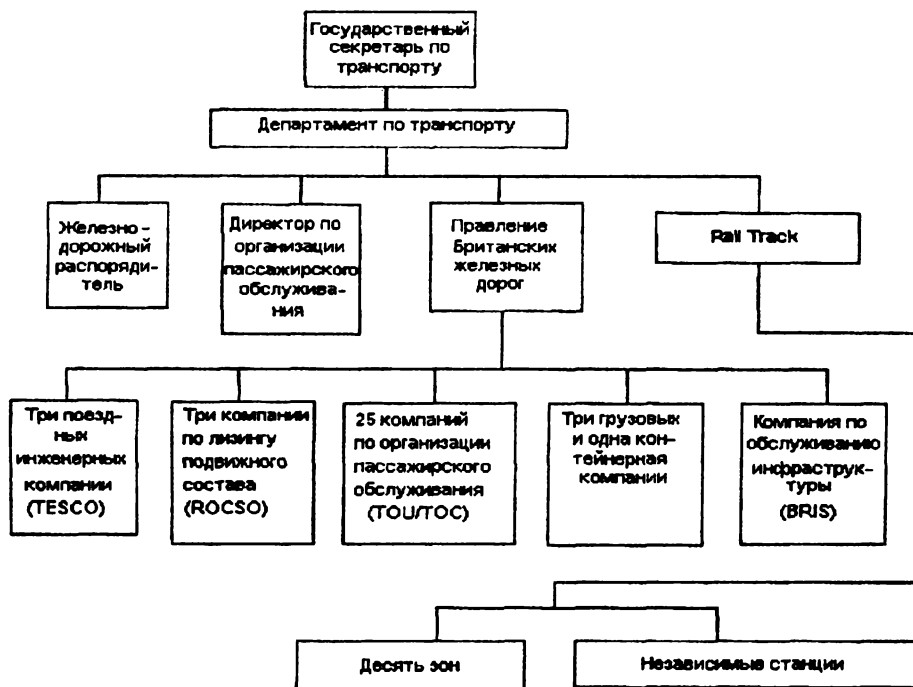 Государственный
секретарь по
транспорту
Департамент по транспорту
Железно-
дорожный
распоряди-
тель
Директор по
организации
пассажирского
обслужива-
ния
Правление
Британских
железных
дорог
Rail Track
Три поезд-
ных
инженерных
компании
(TESCO)
Три компании
по лизингу
подвижного
состава
(ROCSO)
25 компаний
по организации
пассажирского
обслуживания
(TOU/TOC)
Три грузовых
и одна кон-
тейнерная
компании
Компания по
обслуживанию
инфраструк-
туры
(BRIS)
Десять зон
Независимые станции